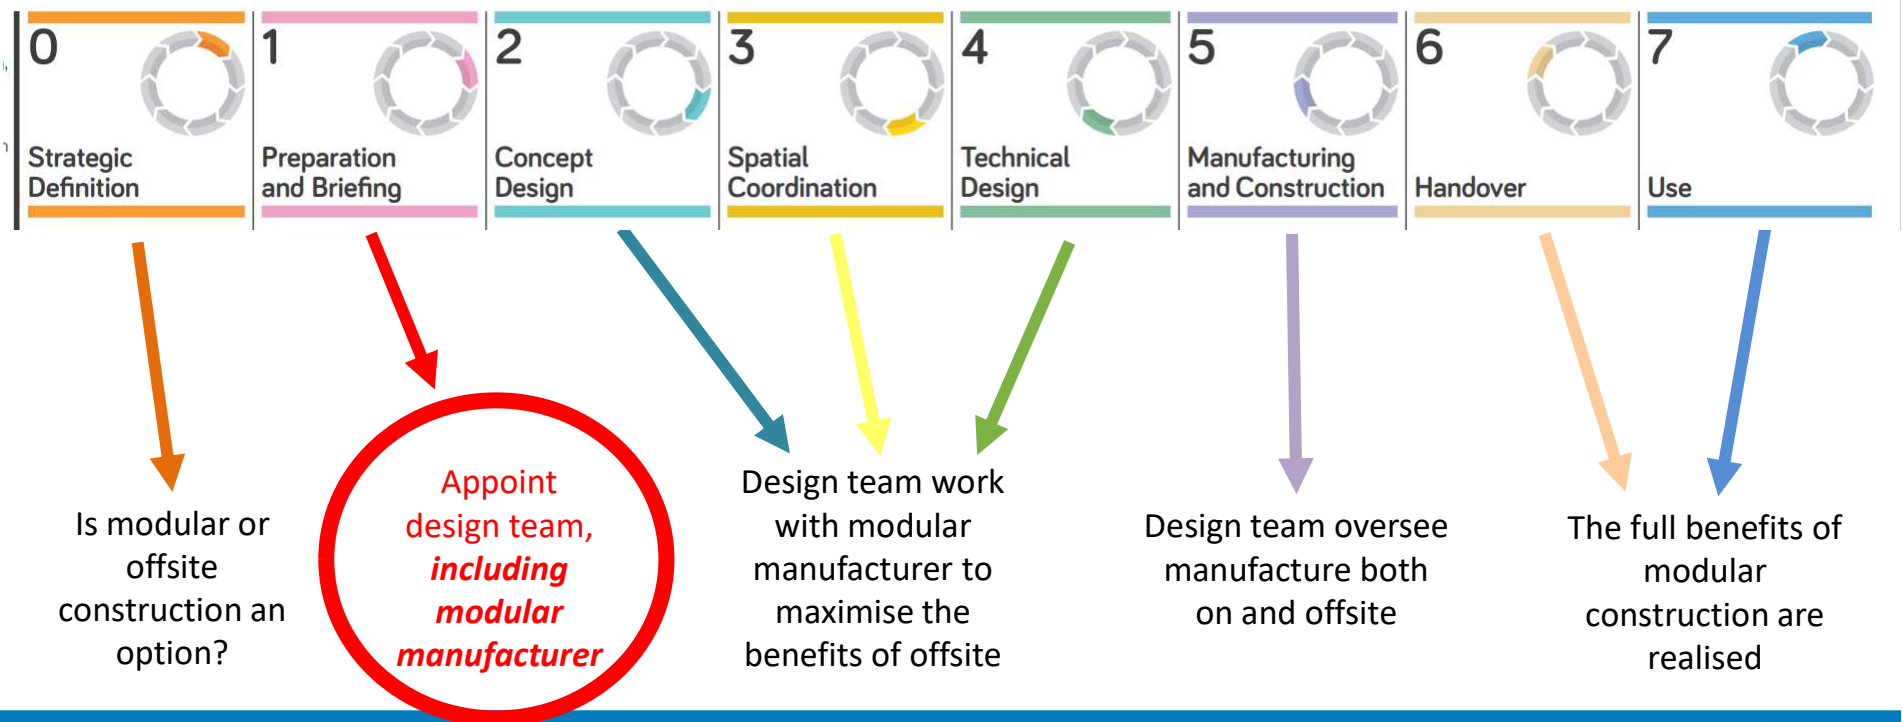 0
Strategic
Definition
1
Preparation
and Briefing
2
Concept
Design
3
Spatial
Coordination
4
Technical
Design
5
Manufacturing
and Construction
6
Handover
7
Use
Is modular or
offsite
construction an
option?
Appoint
design team,
including
modular
manufacturer
Design team work
with modular
manufacturer to
maximise the
benefits of offsite
Design team oversee
manufacture both
on and offsite
The full benefits of
modular
construction are
realised